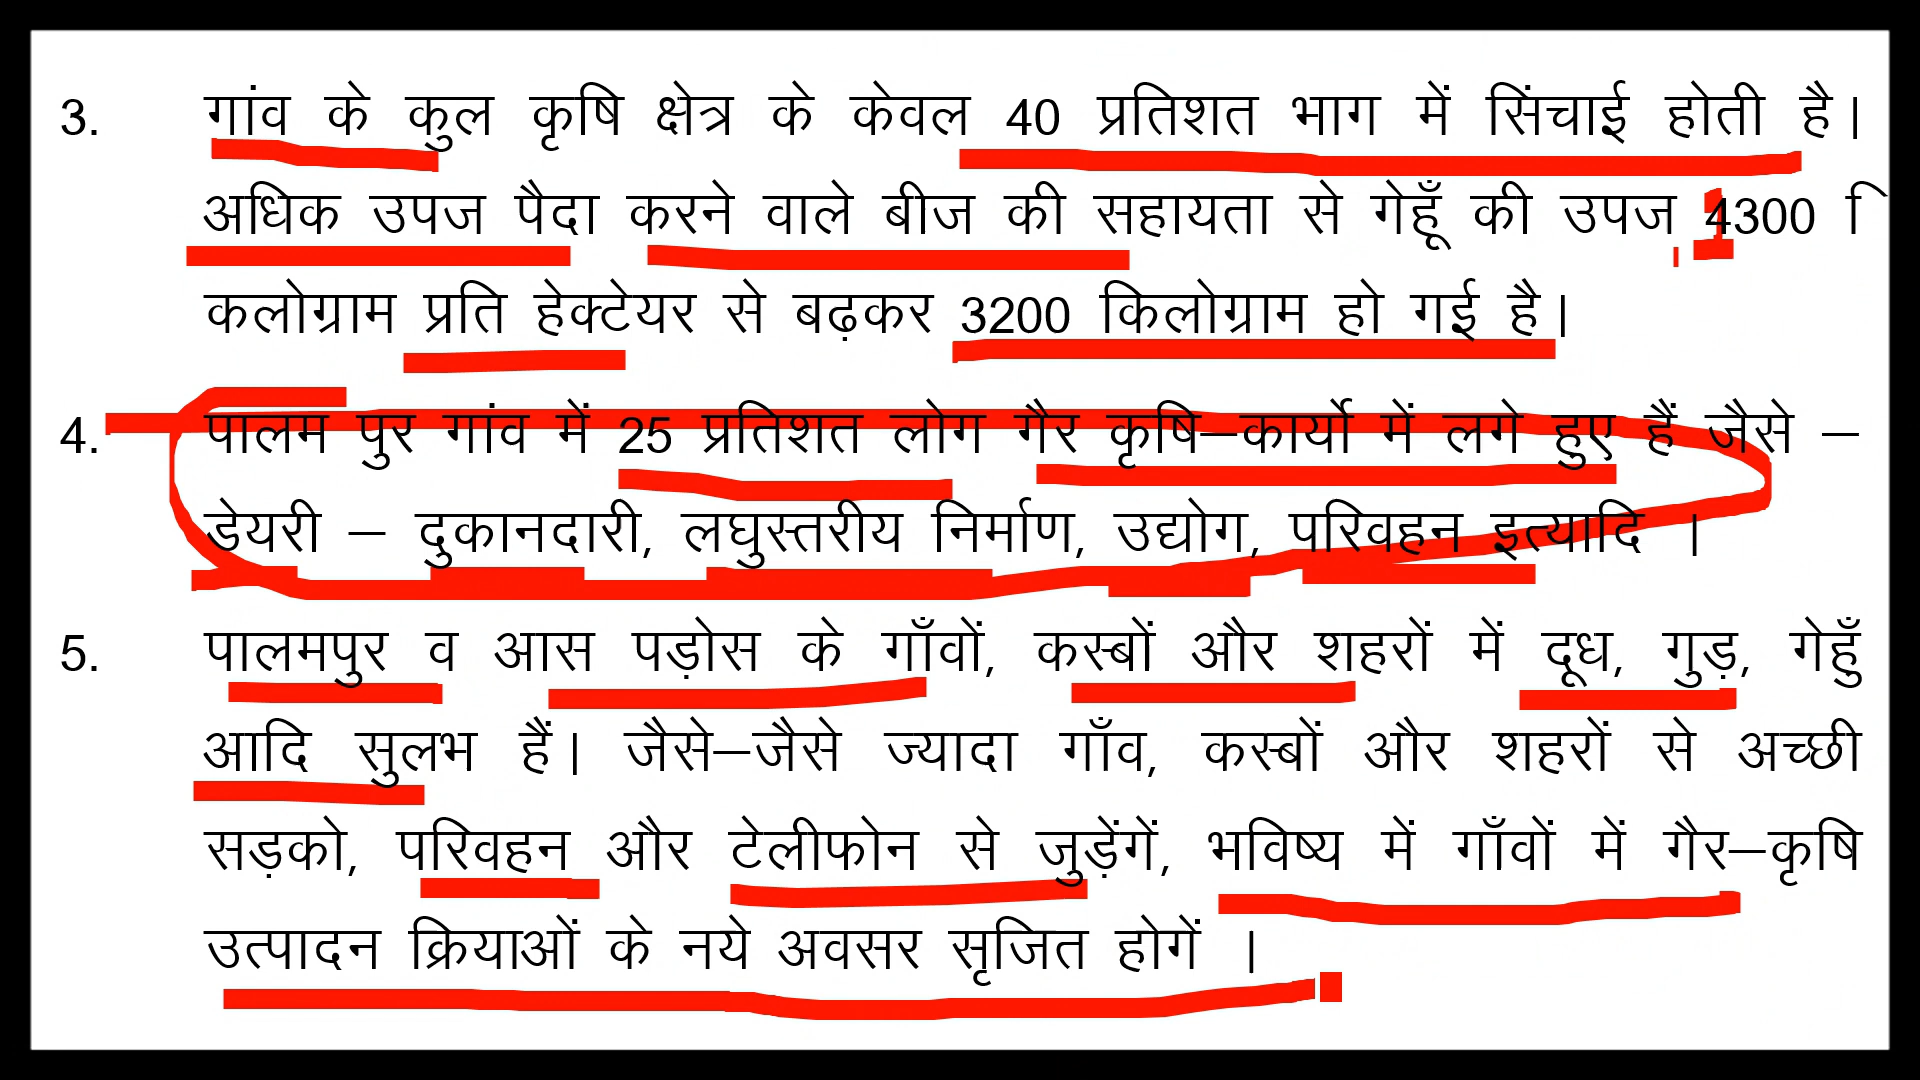 3. गांव के कुल कृषि क्षेत्र के केवल 40 प्रतिशत भाग में सिंचाई होती है।
अधिक उपज पैदा करने वाले बीज की सहायता से गेहूँ की उपज 4300 ि
कलोग्राम प्रति हेक्टेयर से बढ़कर 3200 किलोग्राम हो गई है।
4. पालम पुर गांव में 25 प्रतिशत लोग गैर कृषि–कार्यो में लगे हुए हैं जैसे –
डेयरी – दुकानदारी, लघुस्तरीय निर्माण, उद्योग, परिवहन इत्यादि ।
5. पालमपुर व आस पड़ोस के गाँवों, कस्बों और शहरों में दूध, गुड़, गेहुँ
आदि सुलभ हैं। जैसे–जैसे ज्यादा गाँव, कस्बों और शहरों से अच्छी
सड़को, परिवहन और टेलीफोन से जुड़ेंगें, भविष्य में गाँवों में गैर–कृषि
उत्पादन क्रियाओं के नये अवसर सृजित होगें ।